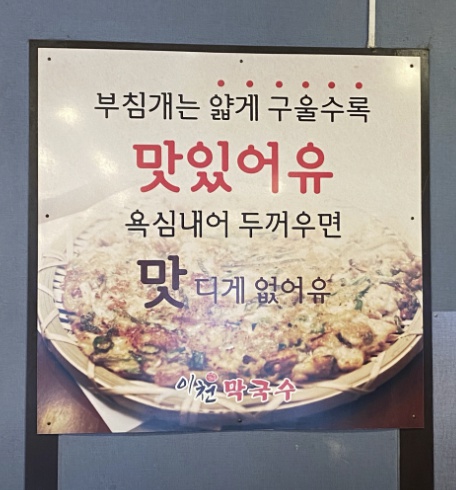 부침개는 얇게 구울수록
맛있어유
욕심내어 두꺼우면
맛 디게 없어유
이천 막국수